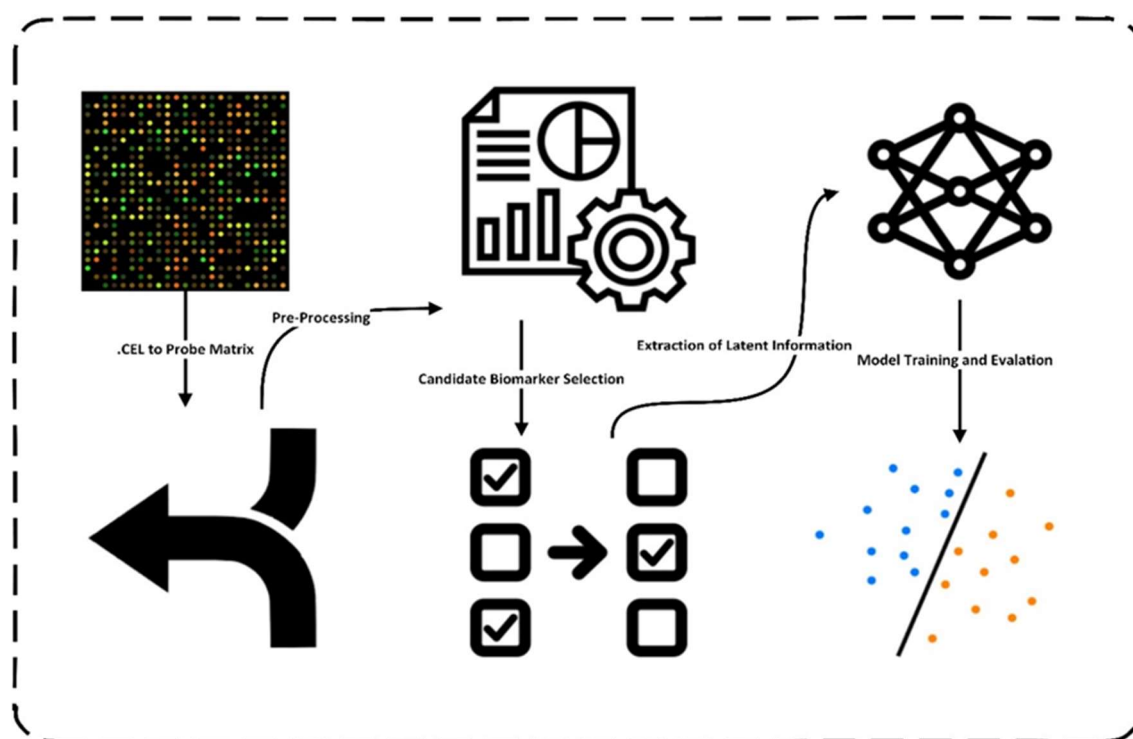 .CEL to Probe Matrix
Pre-Processing
Candidate Biomarker Selection
Extraction of Latent Information
Model Training and Evalation